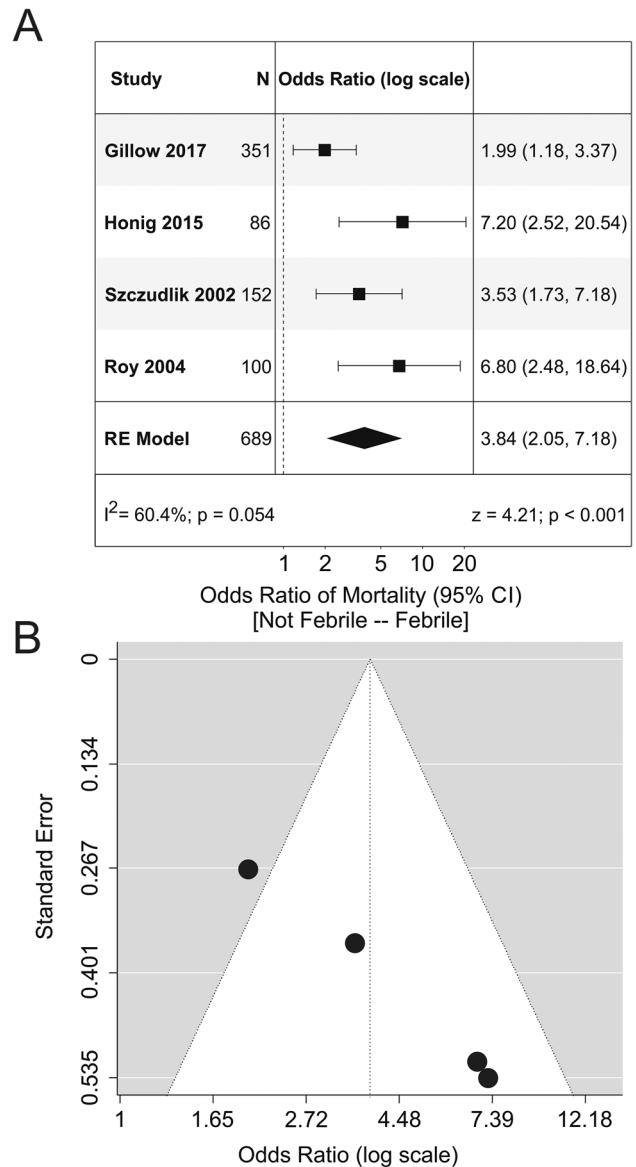 A
Study N Odds Ratio (log scale)
Gillow 2017 351 1.99 (1.18, 3.37)
Honig 2015 86 7.20 (2.52, 20.54)
Szczudlik 2002 152 3.53 (1.73, 7.18)
Roy 2004 100 6.80 (2.48, 18.64)
RE Model 689 3.84 (2.05, 7.18)
I²= 60.4%; p = 0.054 z = 4.21; p < 0.001
1 2 5 10 20
Odds Ratio of Mortality (95% CI)
[Not Febrile -- Febrile]
B
0
0.134
0.267
0.401
0.535
Standard Error
1 1.65 2.72 4.48 7.39 12.18
Odds Ratio (log scale)